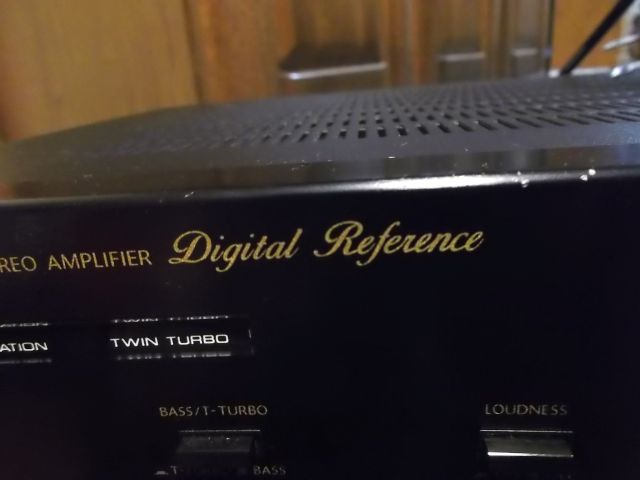 REO AMPLIFIER Digital Reference
ATION TWIN TURBO
BASS/T-TURBO LOUDNESS
BASS